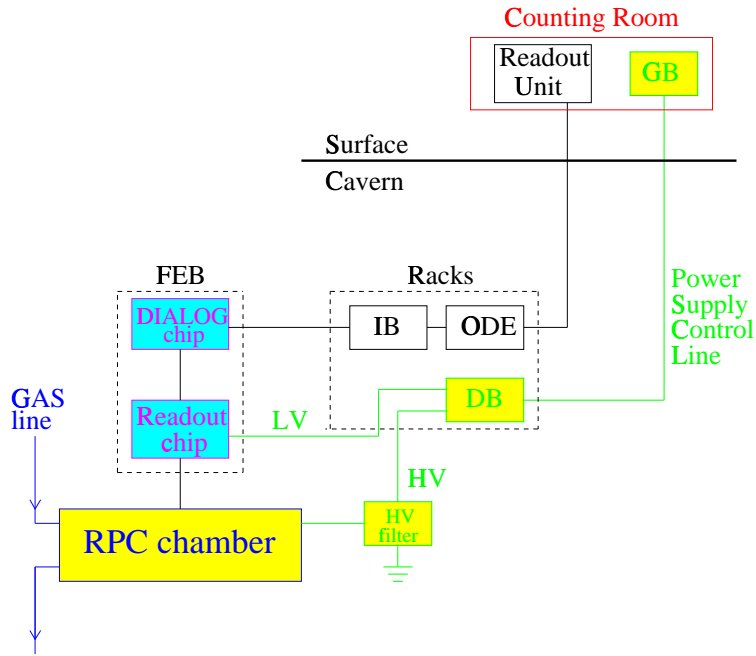 Counting Room
Readout
Unit
GB
Surface
Cavern
FEB
Racks
Power
Supply
Control
Line
DIALOG
chip
IB
ODE
GAS
line
Readout
chip
LV
DB
HV
HV
filter
RPC chamber